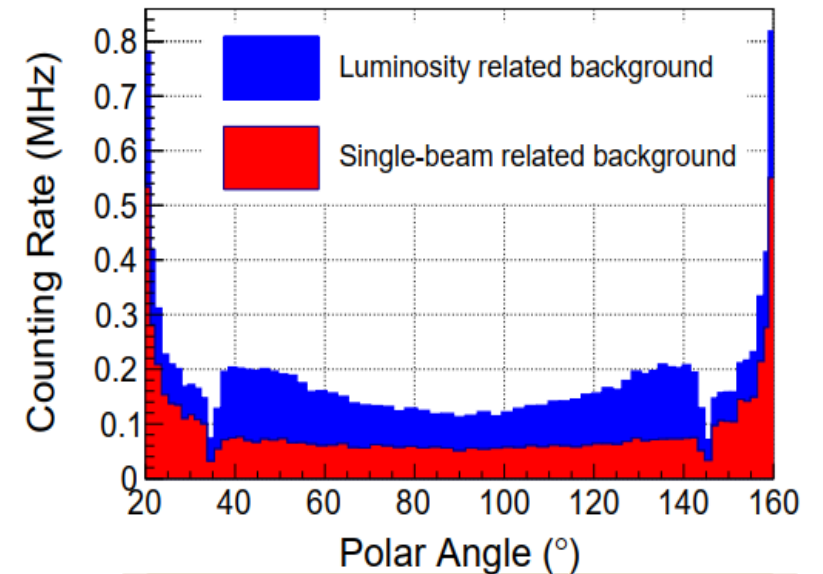 Counting Rate (MHz)
0.8
0.7
0.6
0.5
0.4
0.3
0.2
0.1
0
Luminosity related background
Single-beam related background
20 40 60 80 100 120 140 160
Polar Angle (°)